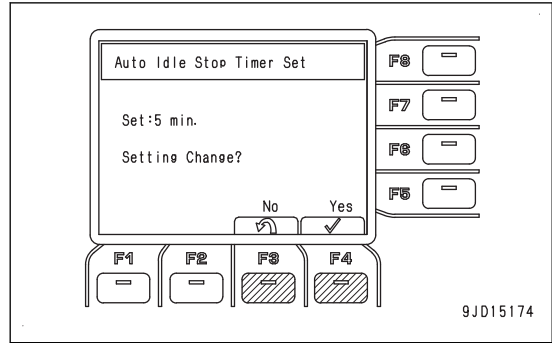 Auto Idle Stop Timer Set
F8
F7
Set:5 min.
F6
Setting Change?
F5
No Yes
F1 F2 F3 F4
9JD15174